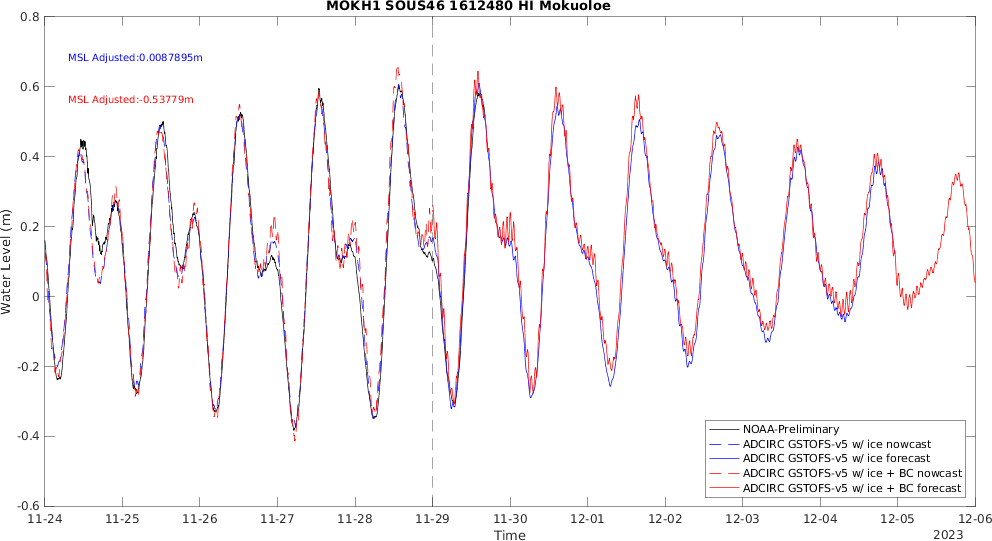 MOKH1 SOUS46 1612480 HI Mokuoloe
Water Level (m)
0.8
0.6
0.4
0.2
0
-0.2
-0.4
-0.6
MSL Adjusted:0.0087895m
MSL Adjusted:-0.53779m
NOAA-Preliminary
ADCIRC GSTOFS-v5 w/ ice nowcast
ADCIRC GSTOFS-v5 w/ ice forecast
ADCIRC GSTOFS-v5 w/ ice + BC nowcast
ADCIRC GSTOFS-v5 w/ ice + BC forecast
11-24 11-25 11-26 11-27 11-28 11-29 11-30 12-01 12-02 12-03 12-04 12-05 12-06
Time
2023